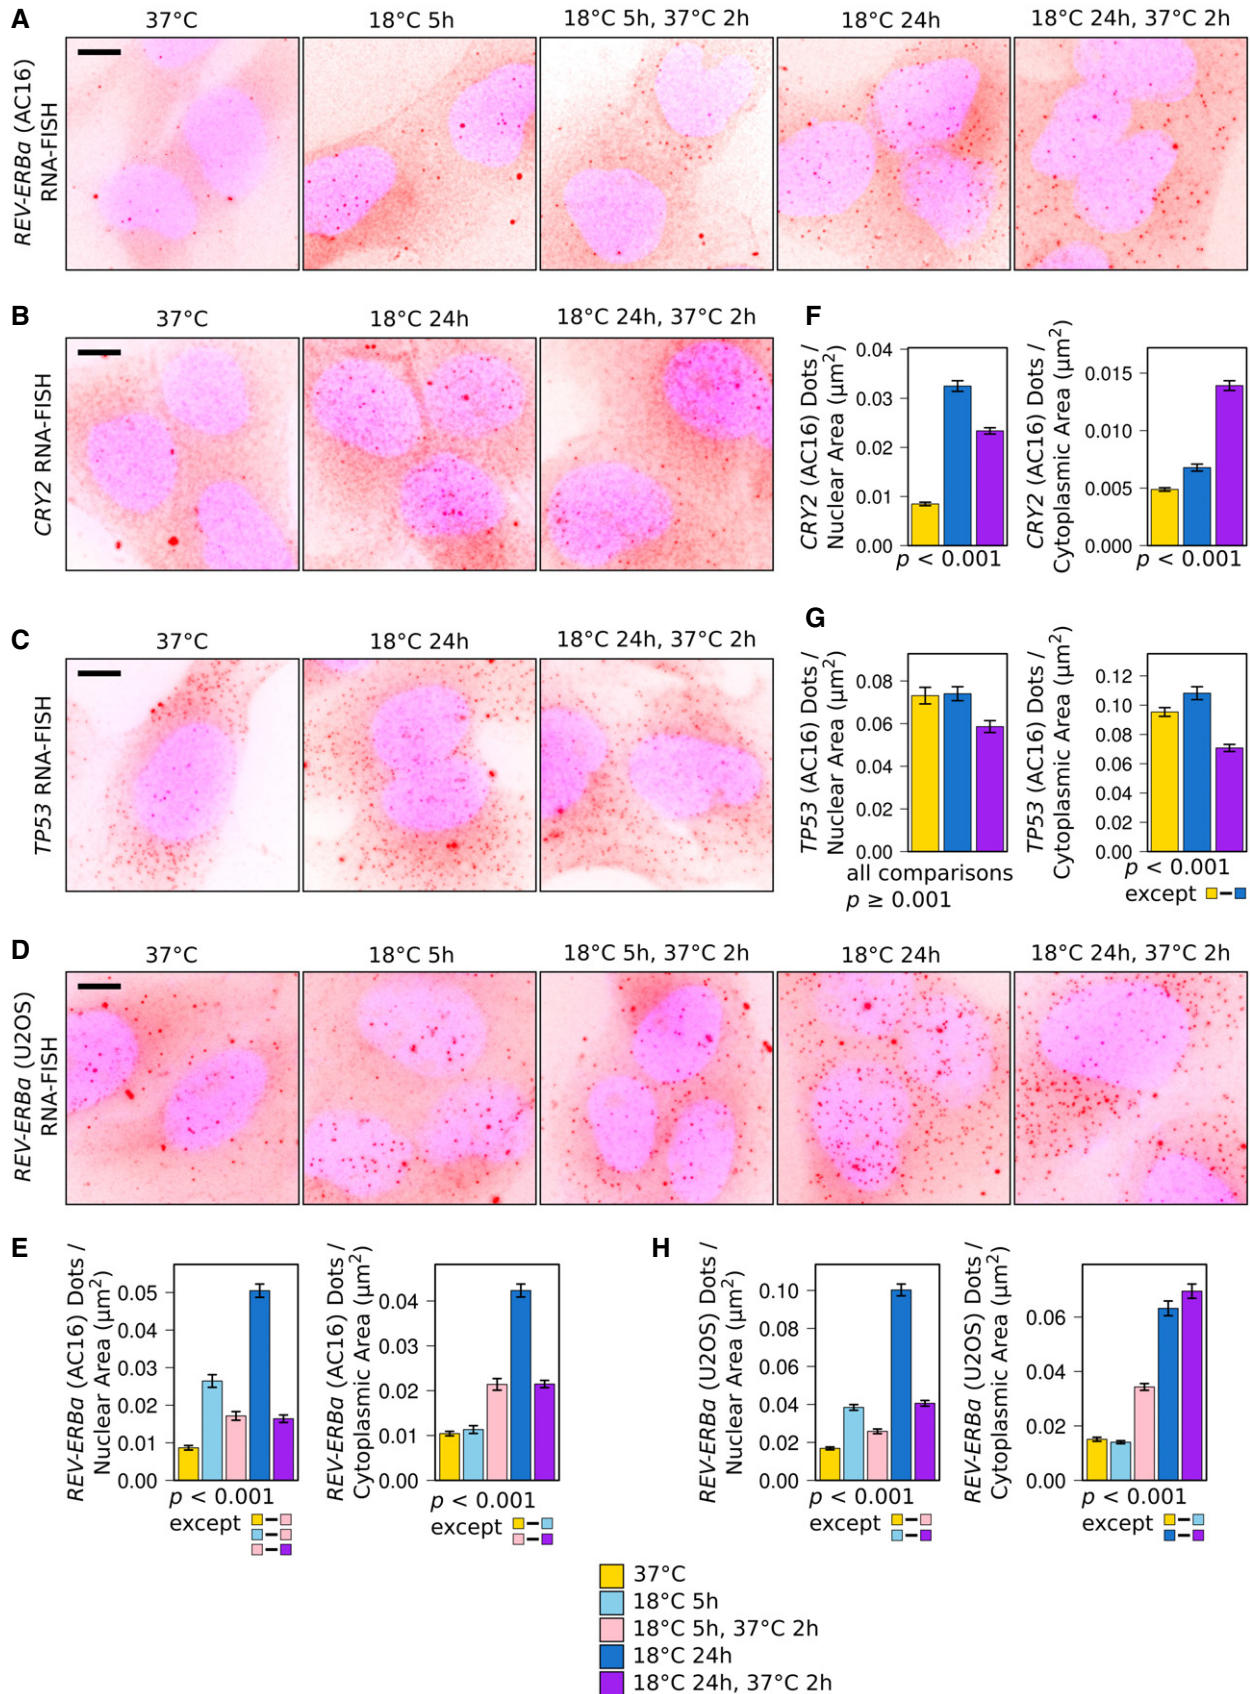 A
37°C
18°C 5h
18°C 5h, 37°C 2h
18°C 24h
18°C 24h, 37°C 2h
REV-ERBa (AC16)
RNA-FISH
B
37°C
18°C 24h
18°C 24h, 37°C 2h
CRY2 RNA-FISH
F
CRY2 (AC16) Dots /
Nuclear Area (µm²)
0.04
0.03
0.02
0.01
0.00
p < 0.001
CRY2 (AC16) Dots /
Cytoplasmic Area (µm²)
0.015
0.010
0.005
0.000
p < 0.001
C
37°C
18°C 24h
18°C 24h, 37°C 2h
TP53 RNA-FISH
G
TP53 (AC16) Dots /
Nuclear Area (µm²)
0.08
0.06
0.04
0.02
0.00
all comparisons
p ≥ 0.001
TP53 (AC16) Dots /
Cytoplasmic Area (µm²)
0.12
0.10
0.08
0.06
0.04
0.02
0.00
p < 0.001
except
D
37°C
18°C 5h
18°C 5h, 37°C 2h
18°C 24h
18°C 24h, 37°C 2h
REV-ERBa (U2OS)
RNA-FISH
E
REV-ERBa (AC16) Dots /
Nuclear Area (µm²)
0.05
0.04
0.03
0.02
0.01
0.00
p < 0.001
except
REV-ERBa (AC16) Dots /
Cytoplasmic Area (µm²)
0.04
0.03
0.02
0.01
0.00
p < 0.001
except
H
REV-ERBa (U2OS) Dots /
Nuclear Area (µm²)
0.10
0.08
0.06
0.04
0.02
0.00
p < 0.001
except
REV-ERBa (U2OS) Dots /
Cytoplasmic Area (µm²)
0.06
0.04
0.02
0.00
p < 0.001
except
37°C
18°C 5h
18°C 5h, 37°C 2h
18°C 24h
18°C 24h, 37°C 2h